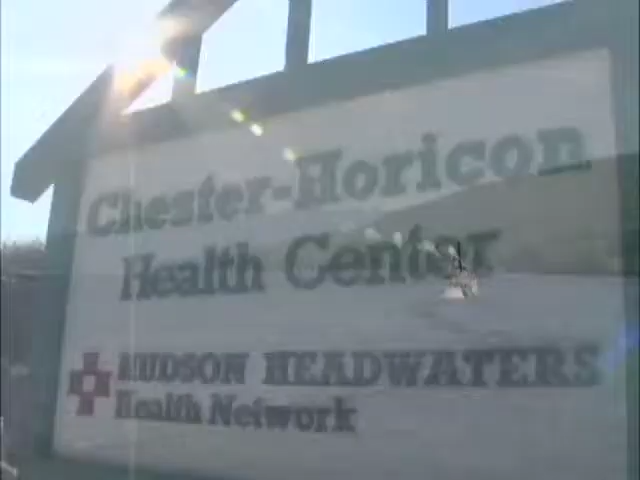 Chester-Horicon
Health Center
HUDSON HEADWATERS
Health Network